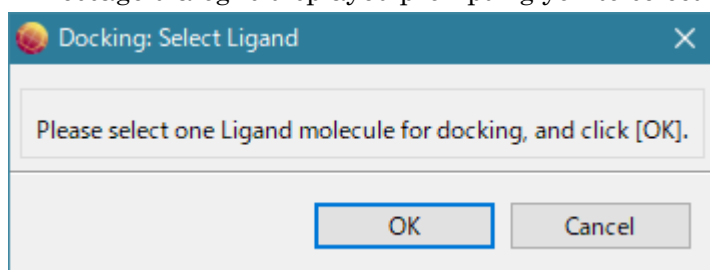 Docking: Select Ligand
Please select one Ligand molecule for docking, and click [OK].
OK Cancel